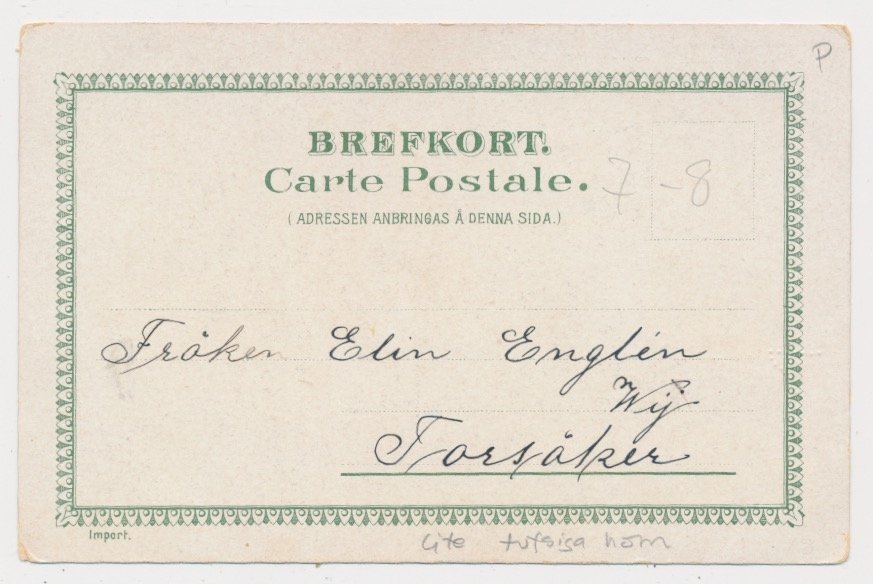 P
BREFKORT.
Carte Postale.
7-8
(ADRESSEN ANBRINGAS Å DENNA SIDA.)
Fröken Elin Englén
Wij
Torsåker
Import.
Lite tufsiga hörn